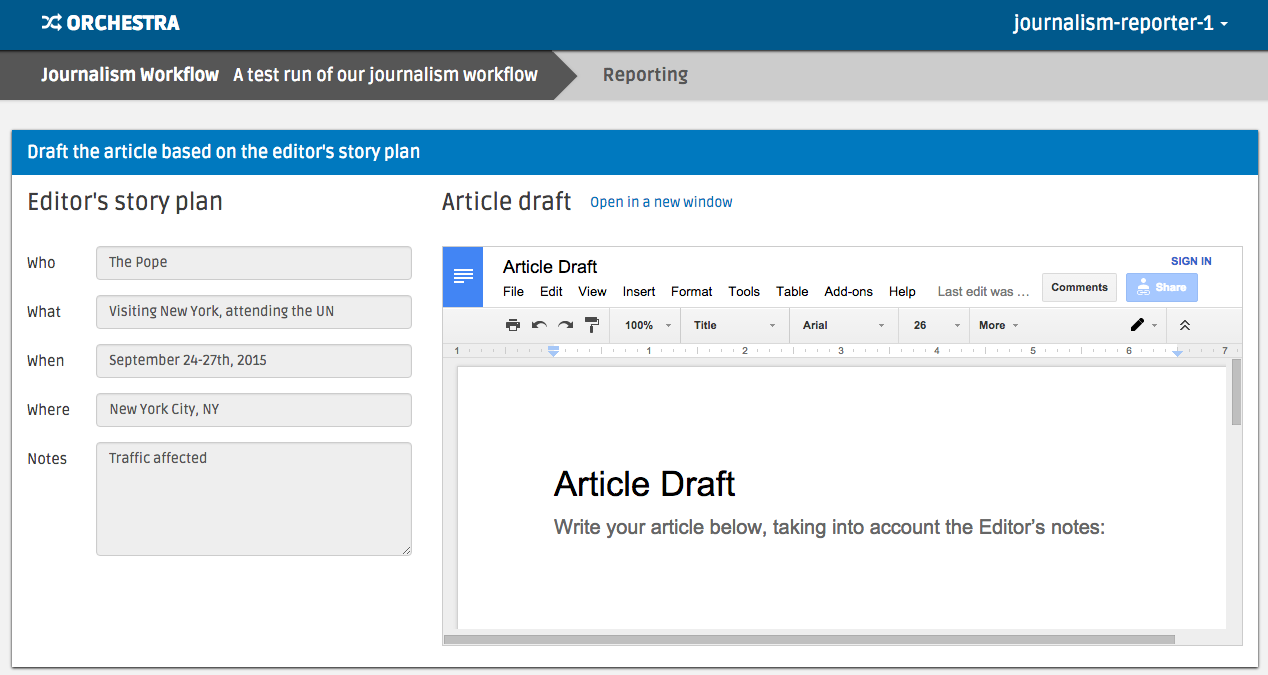 ORCHESTRA
journalism-reporter-1
Journalism Workflow A test run of our journalism workflow
Reporting
Draft the article based on the editor's story plan
Editor's story plan
Who
The Pope
What
Visiting New York, attending the UN
When
September 24-27th, 2015
Where
New York City, NY
Notes
Traffic affected
Article draft
Open in a new window
Article Draft
SIGN IN
File Edit View Insert Format Tools Table Add-ons Help Last edit was ...
Comments
Share
100% Title Arial 26 More
1 1 2 3 4 5 6 7
Article Draft
Write your article below, taking into account the Editor’s notes: